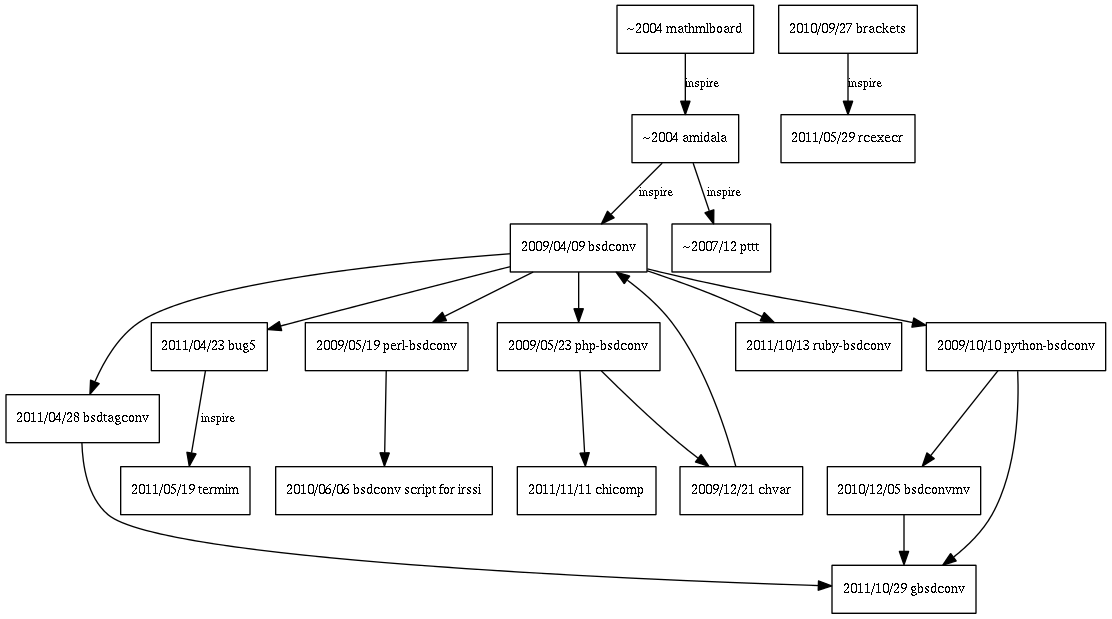 ~2004 mathmlboard
2010/09/27 brackets
inspire
inspire
~2004 amidala
2011/05/29 rcexecr
inspire
inspire
2009/04/09 bsdconv
~2007/12 pttt
2011/04/23 bug5
2009/05/19 perl-bsdconv
2009/05/23 php-bsdconv
2011/10/13 ruby-bsdconv
2009/10/10 python-bsdconv
2011/04/28 bsdtagconv
inspire
2011/05/19 termim
2010/06/06 bsdconv script for irssi
2011/11/11 chicomp
2009/12/21 chvar
2010/12/05 bsdconvmv
2011/10/29 gbsdconv